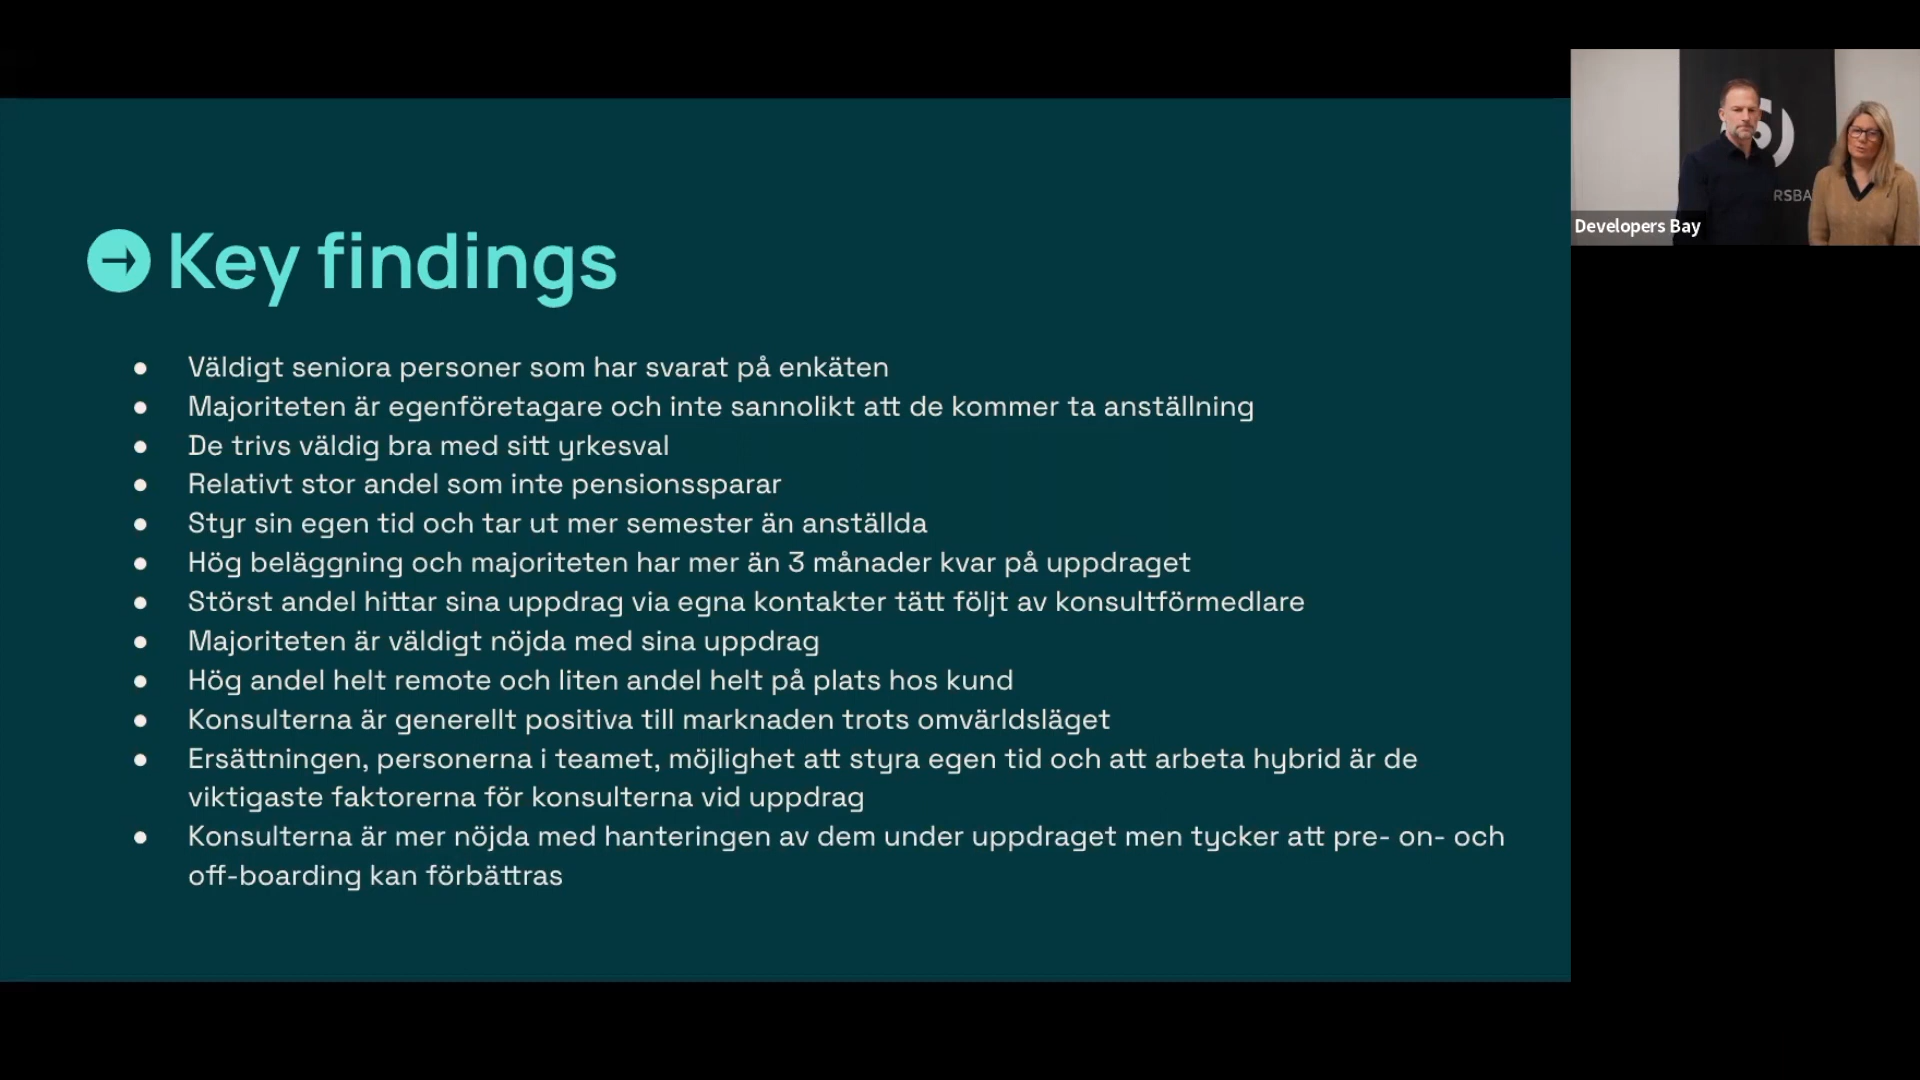 Key findings
Väldigt seniora personer som har svarat på enkäten
Majoriteten är egenföretagare och inte sannolikt att de kommer ta anställning
De trivs väldig bra med sitt yrkesval
Relativt stor andel som inte pensionssparar
Styr sin egen tid och tar ut mer semester än anställda
Hög beläggning och majoriteten har mer än 3 månader kvar på uppdraget
Störst andel hittar sina uppdrag via egna kontakter tätt följt av konsultförmedlare
Majoriteten är väldigt nöjda med sina uppdrag
Hög andel helt remote och liten andel helt på plats hos kund
Konsulterna är generellt positiva till marknaden trots omvärldsläget
Ersättningen, personerna i teamet, möjlighet att styra egen tid och att arbeta hybrid är de
viktigaste faktorerna för konsulterna vid uppdrag
Konsulterna är mer nöjda med hanteringen av dem under uppdraget men tycker att pre- on- och
off-boarding kan förbättras
RSBA
Developers Bay